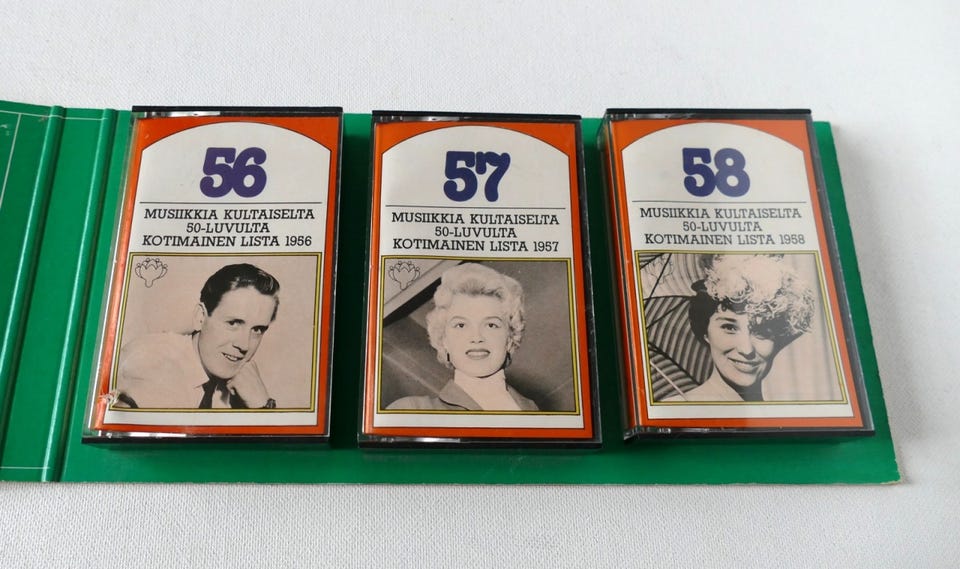 56
MUSIIKKIA KULTAISELTA
50-LUVULTA
KOTIMAINEN LISTA 1956
57
MUSIIKKIA KULTAISELTA
50-LUVULTA
KOTIMAINEN LISTA 1957
58
MUSIIKKIA KULTAISELTA
50-LUVULTA
KOTIMAINEN LISTA 1958